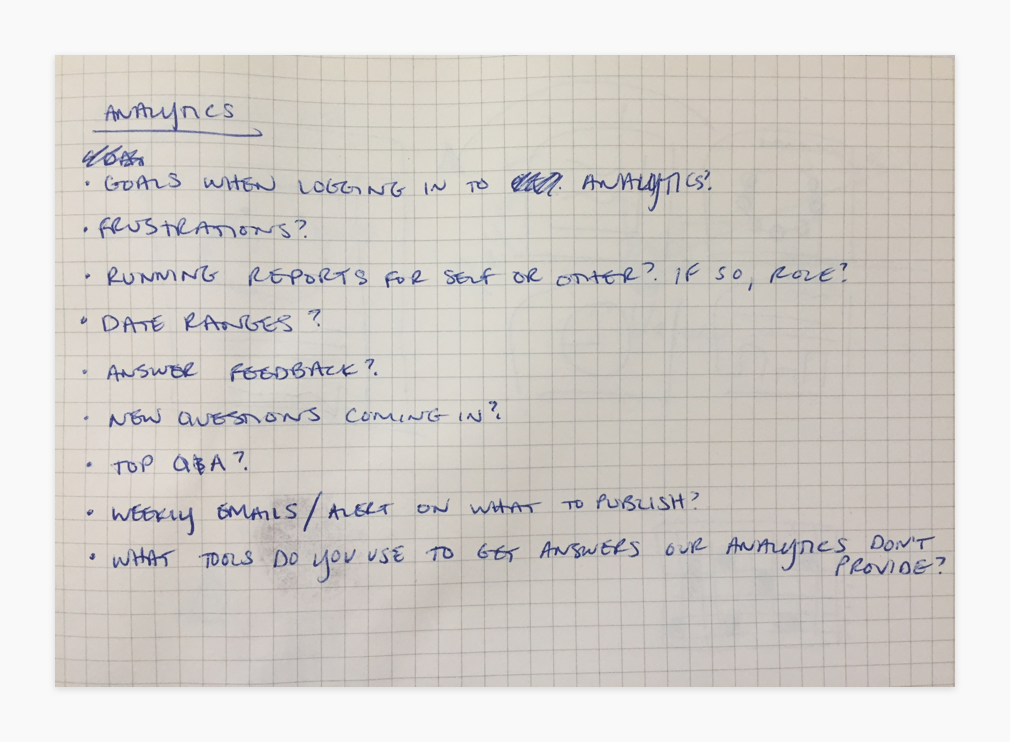 ANALYTICS
• GOALS WHEN LOGGING IN TO ANALYTICS?
• FRUSTRATIONS?
• RUNNING REPORTS FOR SELF OR OTHER? IF SO, ROLE?
• DATE RANGES?
• ANSWER FEEDBACK?
• NEW QUESTIONS COMING IN?
• TOP Q&A?
• WEEKLY EMAILS/ALERT ON WHAT TO PUBLISH?
• WHAT TOOLS DO YOU USE TO GET ANSWERS OUR ANALYTICS DON'T
PROVIDE?